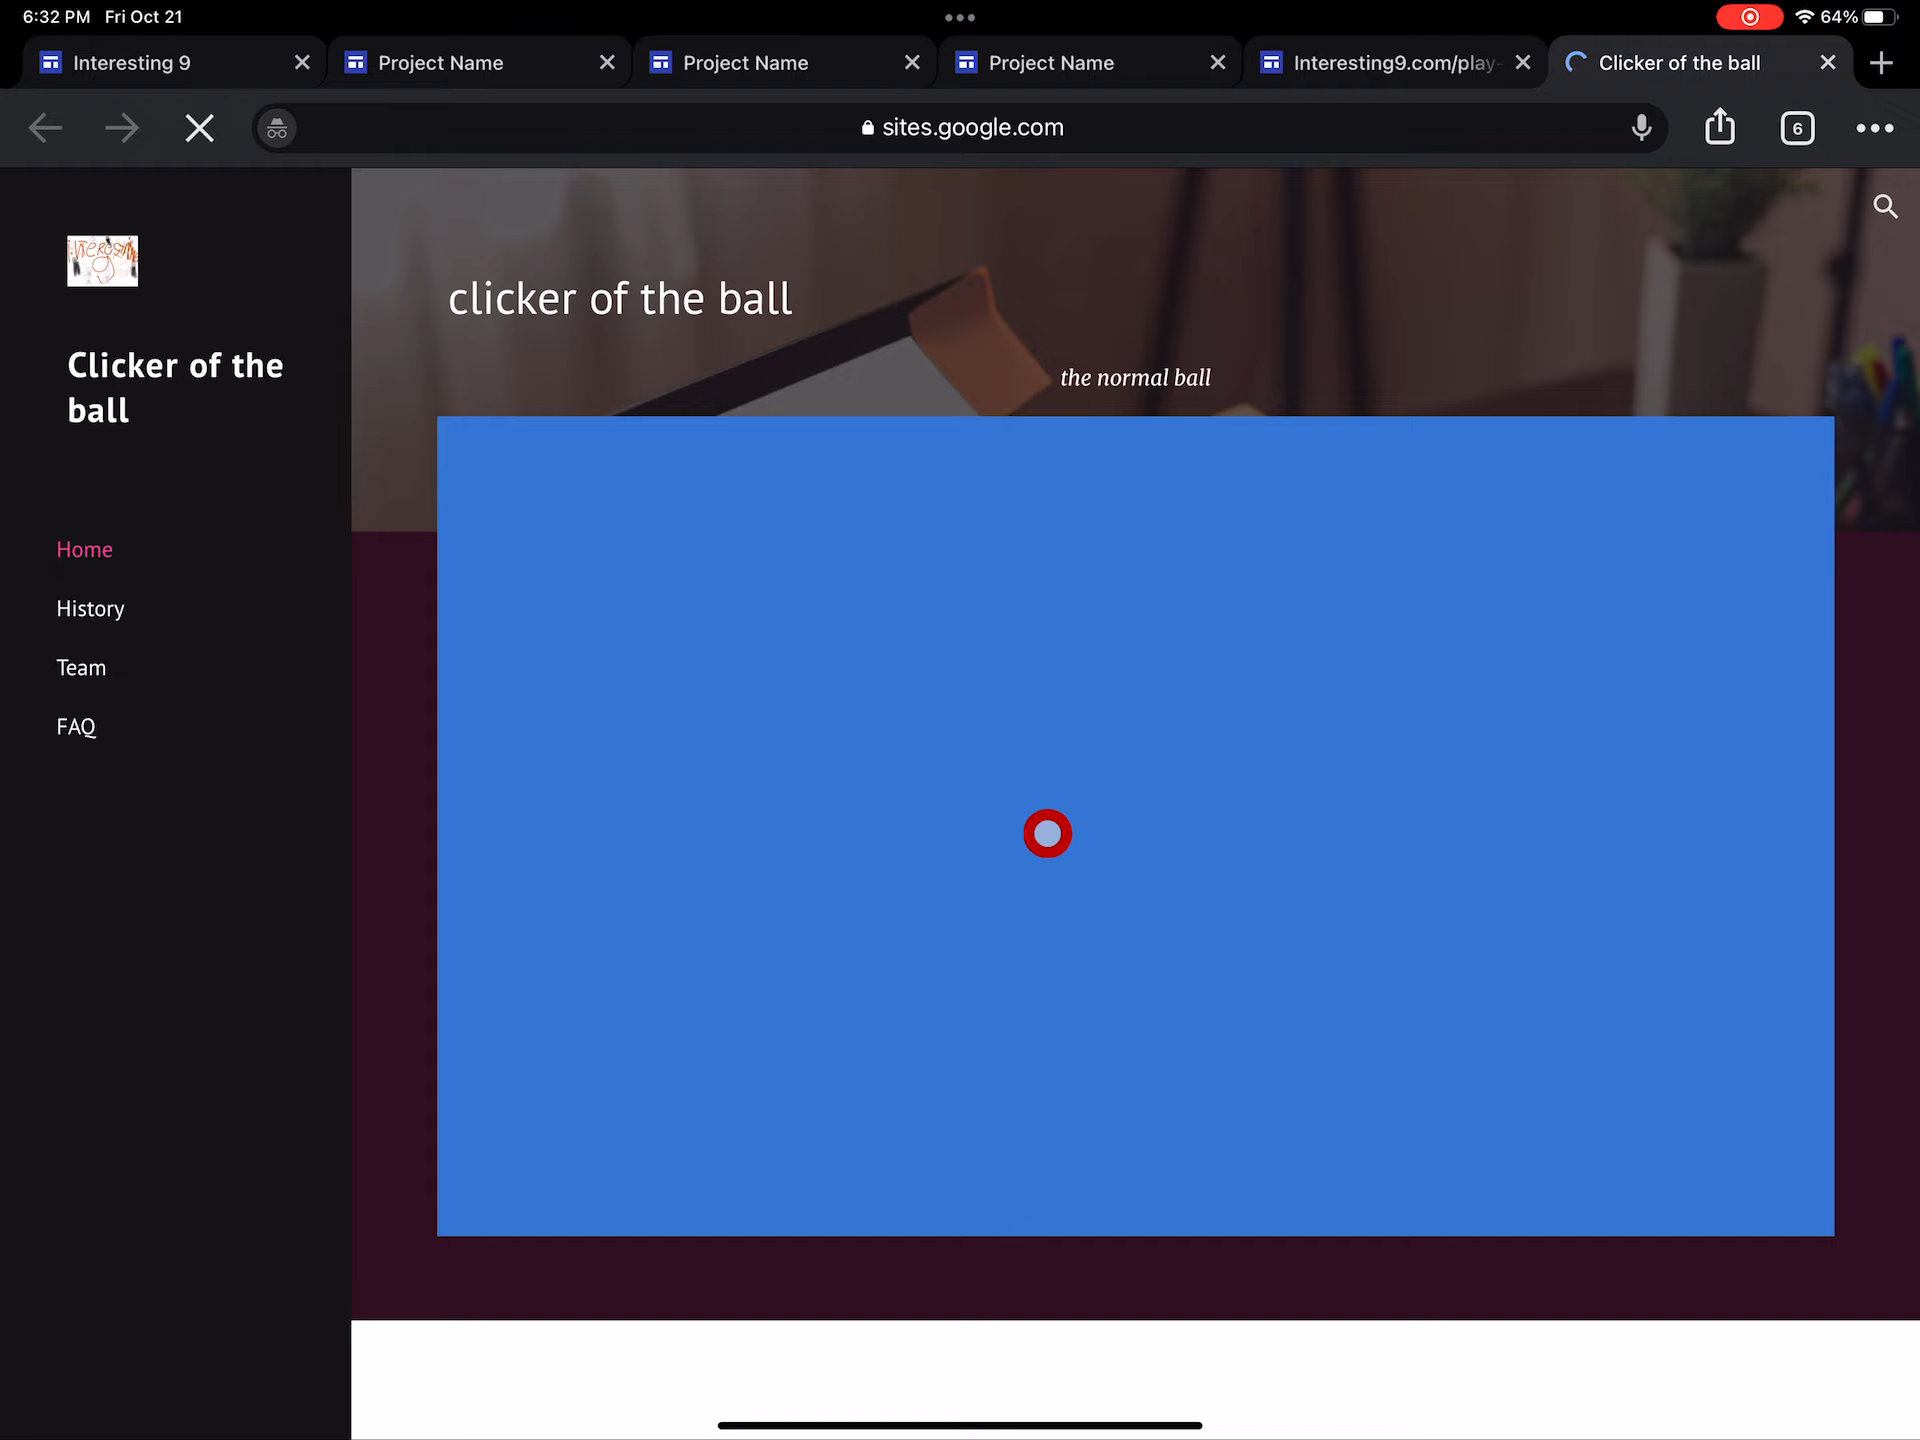 6:32 PM Fri Oct 21
64%
Interesting 9
Project Name
Project Name
Project Name
Interesting9.com/play-
Clicker of the ball
sites.google.com
6
Clicker of the
ball
Home
History
Team
FAQ
clicker of the ball
the normal ball